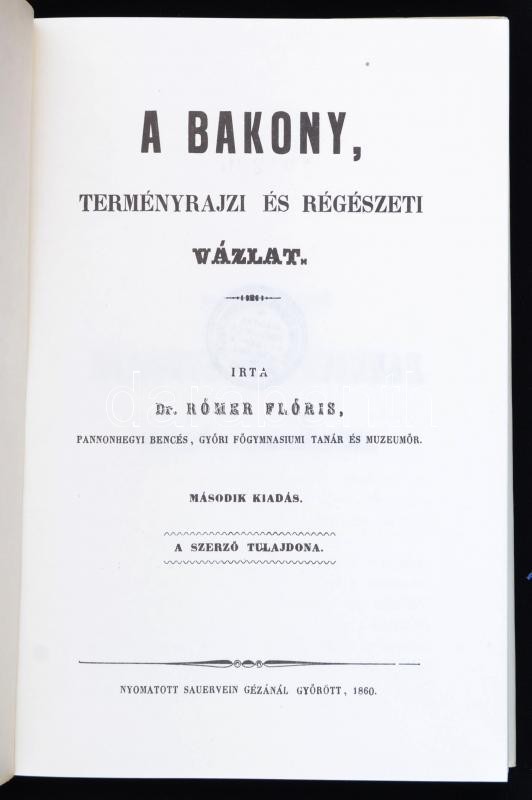 A BAKONY,
TERMÉNYRAJZI ÉS RÉGÉSZETI
VÁZLAT.
IRTA
Dr. RÓMER FLÓRIS,
PANNONHEGYI BENCÉS, GYŐRI FŐGYMNASIUMI TANÁR ÉS MUZEUMŐR.
MÁSODIK KIADÁS.
A SZERZŐ TULAJDONA.
NYOMATOTT SAUERVEIN GÉZÁNÁL GYŐRÖTT, 1860.